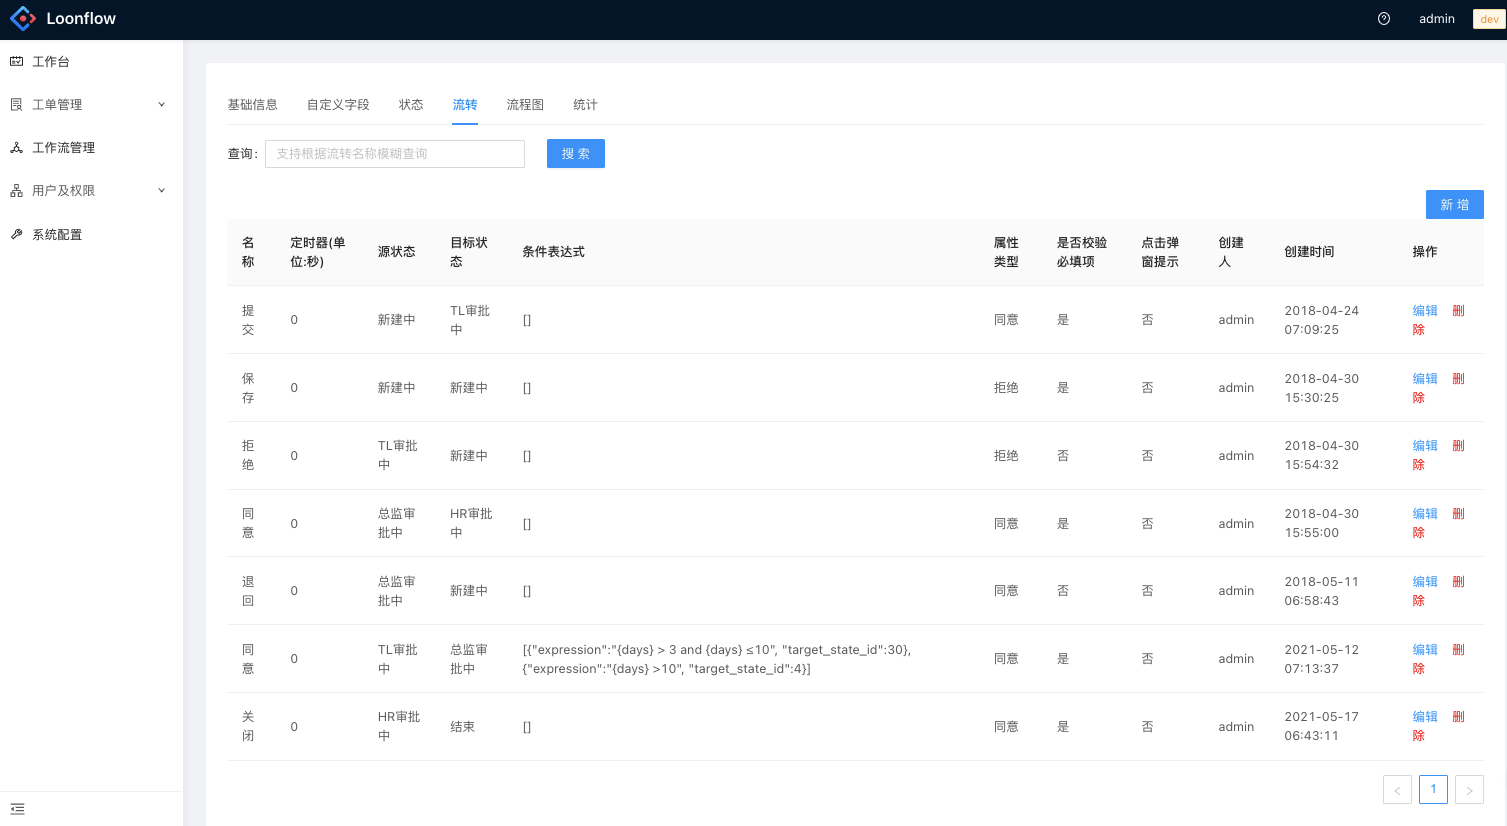 Loonflow
admin
dev
工作台
工单管理
工作流管理
用户及权限
系统配置
基础信息 自定义字段 状态 流转 流程图 统计
查询: 支持根据流转名称模糊查询 搜 索
新 增
名称 定时器(单位:秒) 源状态 目标状态 条件表达式 属性类型 是否校验必填项 点击弹窗提示 创建人 创建时间 操作
提交 0 新建中 TL审批中 [] 同意 是 否 admin 2018-04-24 07:09:25 编辑 删除
保存 0 新建中 新建中 [] 拒绝 是 否 admin 2018-04-30 15:30:25 编辑 删除
拒绝 0 TL审批中 新建中 [] 拒绝 否 否 admin 2018-04-30 15:54:32 编辑 删除
同意 0 总监审批中 HR审批中 [] 同意 是 否 admin 2018-04-30 15:55:00 编辑 删除
退回 0 总监审批中 新建中 [] 同意 否 否 admin 2018-05-11 06:58:43 编辑 删除
同意 0 TL审批中 总监审批中 [{"expression":"{days} > 3 and {days} ≤10", "target_state_id":30}, {"expression":"{days} >10", "target_state_id":4}] 同意 是 否 admin 2021-05-12 07:13:37 编辑 删除
关闭 0 HR审批中 结束 [] 同意 是 否 admin 2021-05-17 06:43:11 编辑 删除
< 1 >